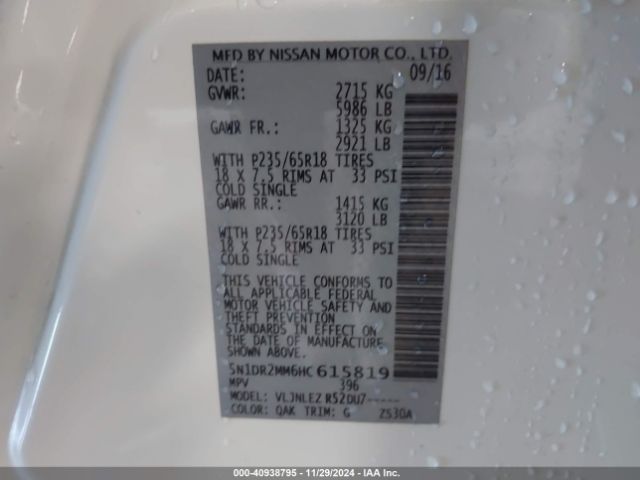 MFD BY NISSAN MOTOR CO., LTD.
DATE: 09/16
GVWR: 2715 KG
5986 LB
GAWR FR.: 1325 KG
2921 LB
WITH P235/65R18 TIRES
18 X 7.5 RIMS AT 33 PSI
COLD SINGLE
GAWR RR.: 1415 KG
3120 LB
WITH P235/65R18 TIRES
18 X 7.5 RIMS AT 33 PSI
COLD SINGLE
THIS VEHICLE CONFORMS TO
ALL APPLICABLE FEDERAL
MOTOR VEHICLE SAFETY AND
THEFT PREVENTION
STANDARDS IN EFFECT ON
THE DATE OF MANUFACTURE
SHOWN ABOVE.
5N1DR2MM6HC615819
MPV 396
MODEL: VLJNLEZ R52DUZ-----
COLOR: QAK TRIM: G Z530A
000-40938795 - 11/29/2024 - IAA Inc.